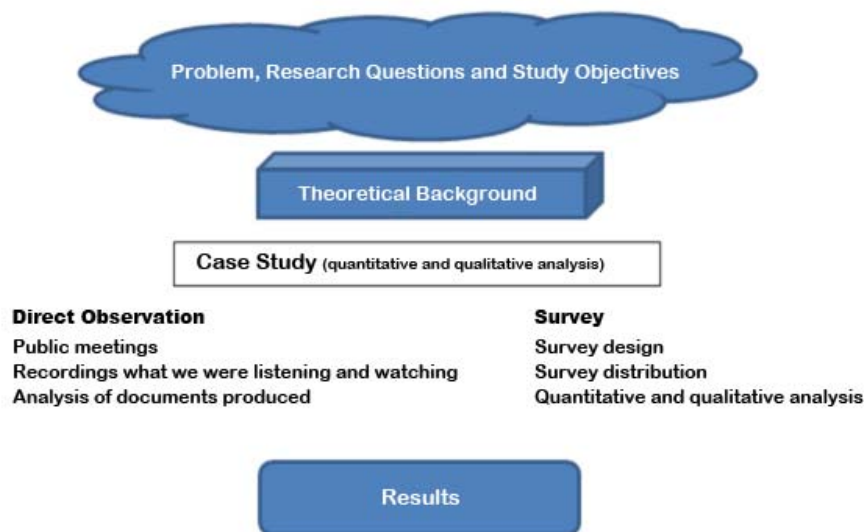 Problem, Research Questions and Study Objectives
Theoretical Background
Case Study (quantitative and qualitative analysis)
Direct Observation
Public meetings
Recordings what we were listening and watching
Analysis of documents produced
Survey
Survey design
Survey distribution
Quantitative and qualitative analysis
Results